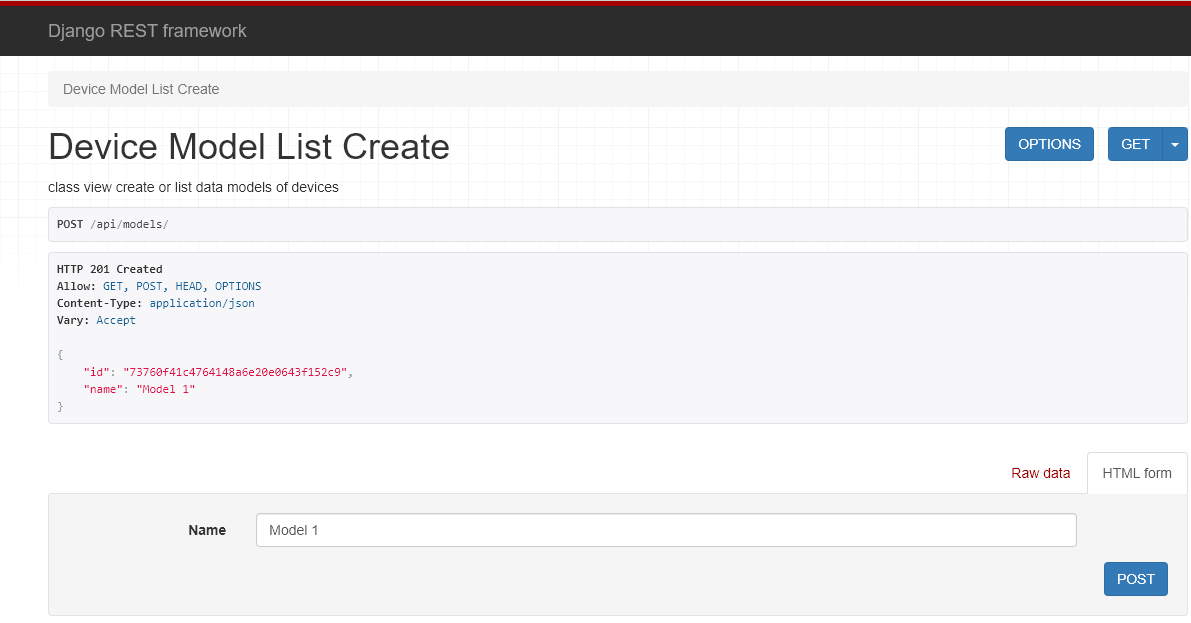 Django REST framework
Device Model List Create
Device Model List Create
OPTIONS
GET
class view create or list data models of devices
POST /api/models/
HTTP 201 Created
Allow: GET, POST, HEAD, OPTIONS
Content-Type: application/json
Vary: Accept
{
"id": "73760f41c4764148a6e20e0643f152c9",
"name": "Model 1"
}
Raw data
HTML form
Name
Model 1
POST